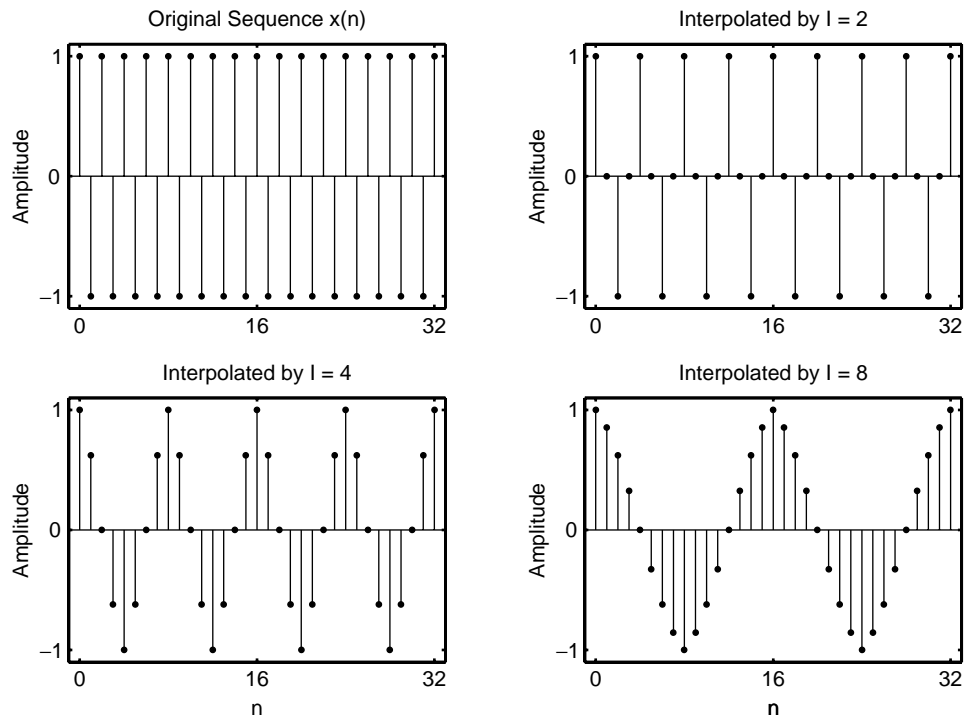 Original Sequence x(n)
Interpolated by I = 2
1
0
−1
Amplitude
0 16 32
1
0
−1
Amplitude
0 16 32
Interpolated by I = 4
Interpolated by I = 8
1
0
−1
Amplitude
0 16 32
n
1
0
−1
Amplitude
0 16 32
n